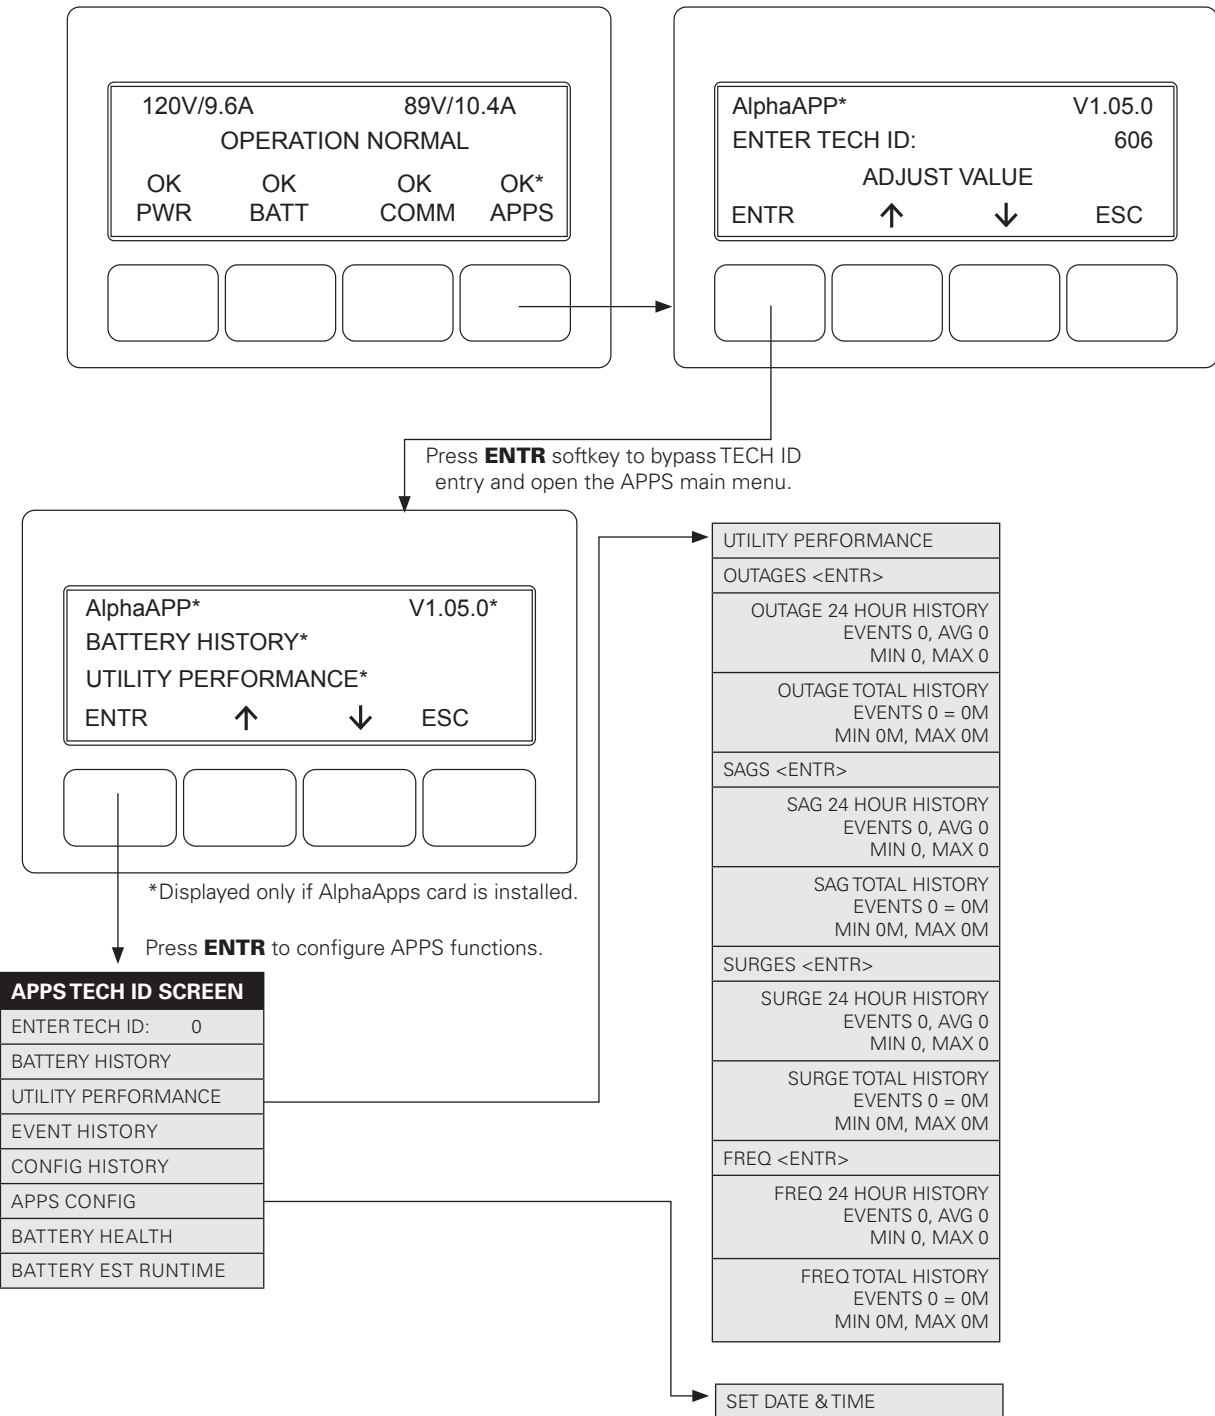 120V/9.6A 89V/10.4A
OPERATION NORMAL
OK OK OK OK*
PWR BATT COMM APPS
AlphaAPP* V1.05.0
ENTER TECH ID: 606
ADJUST VALUE
ENTR ↑ ↓ ESC
Press ENTR softkey to bypass TECH ID
entry and open the APPS main menu.
AlphaAPP* V1.05.0*
BATTERY HISTORY*
UTILITY PERFORMANCE*
ENTR ↑ ↓ ESC
*Displayed only if AlphaApps card is installed.
Press ENTR to configure APPS functions.
APPS TECH ID SCREEN
ENTER TECH ID: 0
BATTERY HISTORY
UTILITY PERFORMANCE
EVENT HISTORY
CONFIG HISTORY
APPS CONFIG
BATTERY HEALTH
BATTERY EST RUNTIME
UTILITY PERFORMANCE
OUTAGES <ENTR>
OUTAGE 24 HOUR HISTORY
EVENTS 0, AVG 0
MIN 0, MAX 0
OUTAGE TOTAL HISTORY
EVENTS 0 = 0M
MIN 0M, MAX 0M
SAGS <ENTR>
SAG 24 HOUR HISTORY
EVENTS 0, AVG 0
MIN 0, MAX 0
SAG TOTAL HISTORY
EVENTS 0 = 0M
MIN 0M, MAX 0M
SURGES <ENTR>
SURGE 24 HOUR HISTORY
EVENTS 0, AVG 0
MIN 0, MAX 0
SURGE TOTAL HISTORY
EVENTS 0 = 0M
MIN 0M, MAX 0M
FREQ <ENTR>
FREQ 24 HOUR HISTORY
EVENTS 0, AVG 0
MIN 0, MAX 0
FREQ TOTAL HISTORY
EVENTS 0 = 0M
MIN 0M, MAX 0M
SET DATE & TIME